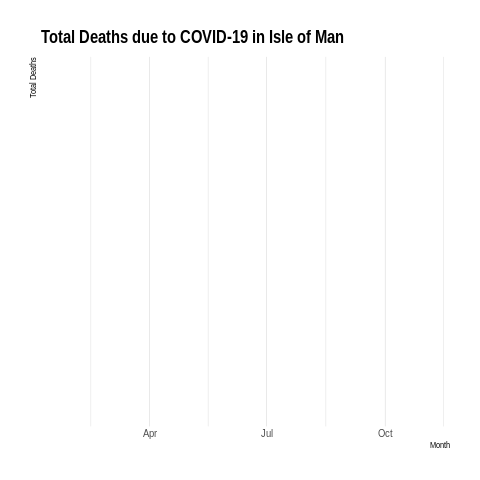 Total Deaths due to COVID-19 in Isle of Man
Total Deaths
Apr Jul Oct
Month